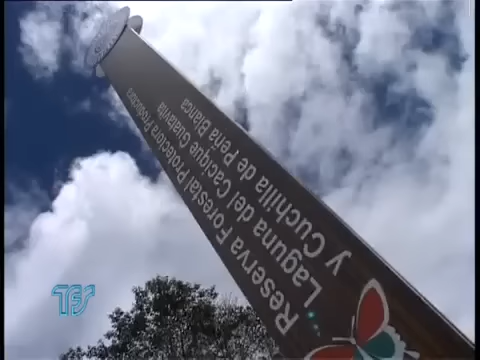 Reserva Forestal Protectora Productora
Laguna del Cacique Guatavita
y Cuchilla de Peña Blanca